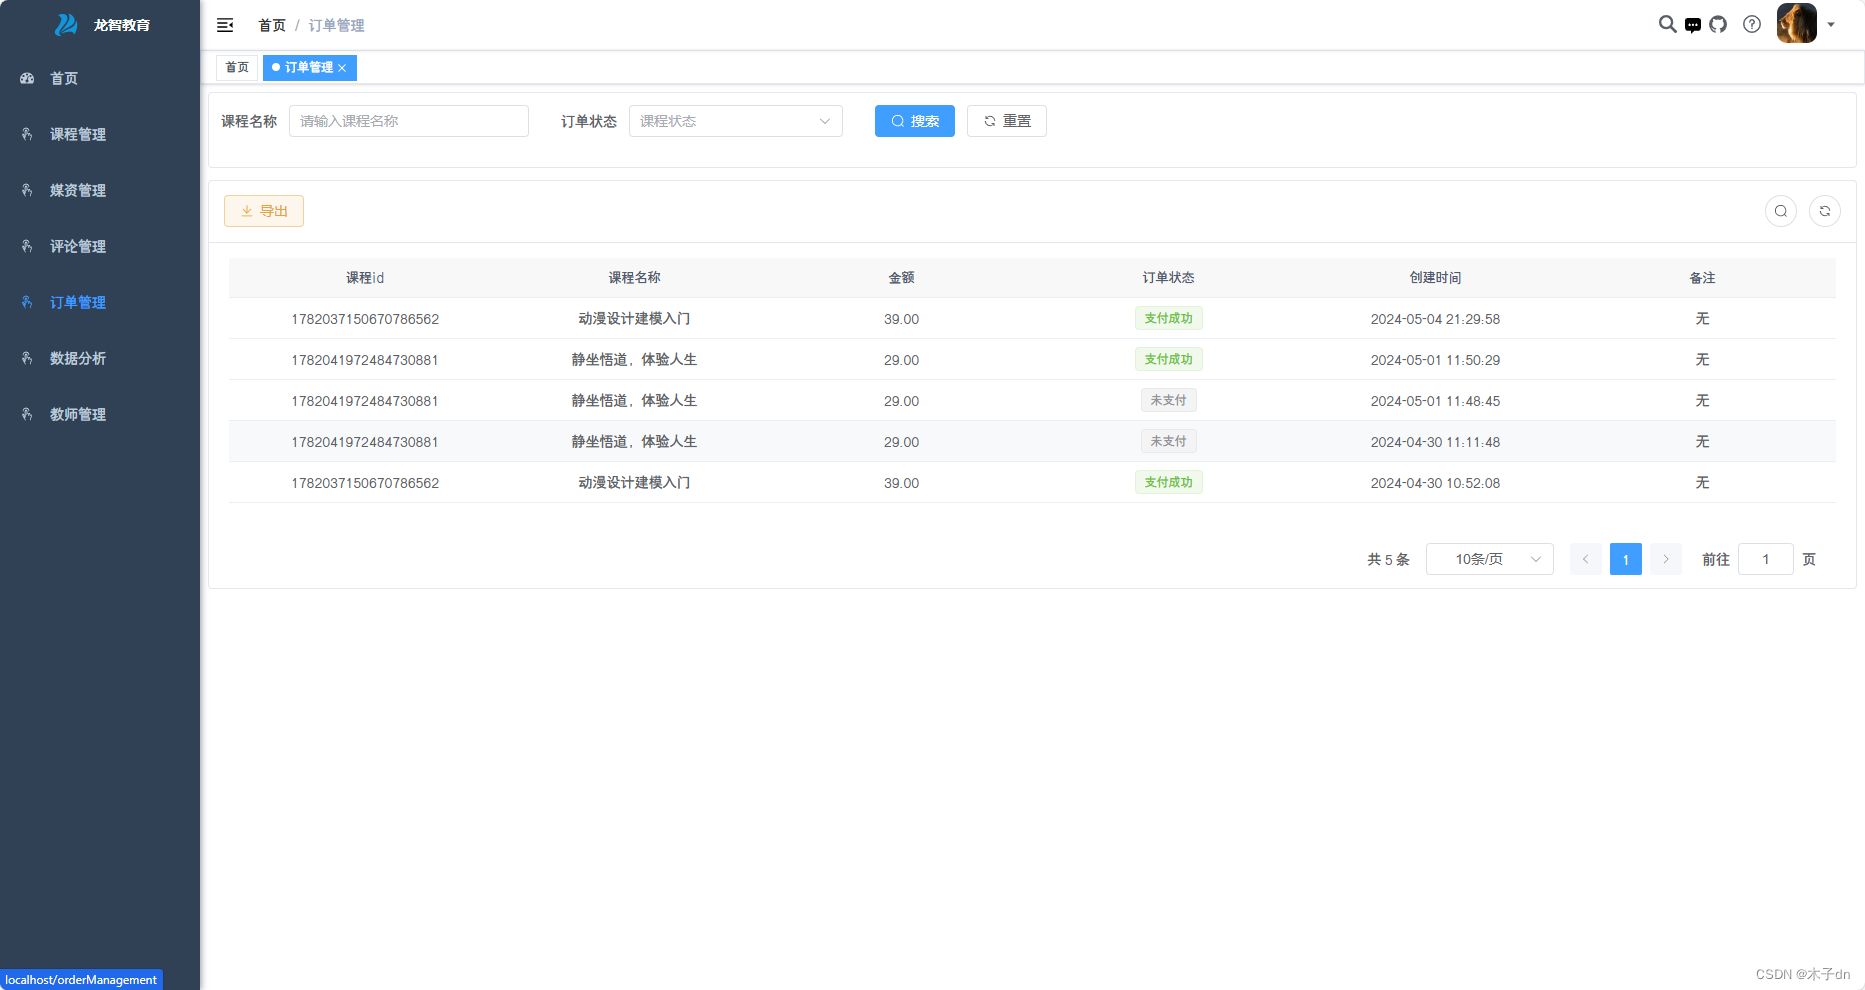 龙智教育
首页
课程管理
媒资管理
评论管理
订单管理
数据分析
教师管理
首页 / 订单管理
首页 订单管理
课程名称 请输入课程名称 订单状态 课程状态 搜索 重置
导出
课程id 课程名称 金额 订单状态 创建时间 备注
1782037150670786562 动漫设计建模入门 39.00 支付成功 2024-05-04 21:29:58 无
1782041972484730881 静坐悟道，体验人生 29.00 支付成功 2024-05-01 11:50:29 无
1782041972484730881 静坐悟道，体验人生 29.00 未支付 2024-05-01 11:48:45 无
1782041972484730881 静坐悟道，体验人生 29.00 未支付 2024-04-30 11:11:48 无
1782037150670786562 动漫设计建模入门 39.00 支付成功 2024-04-30 10:52:08 无
共 5 条 10条/页 1 前往 1 页
localhost/orderManagement
CSDN @木子dn